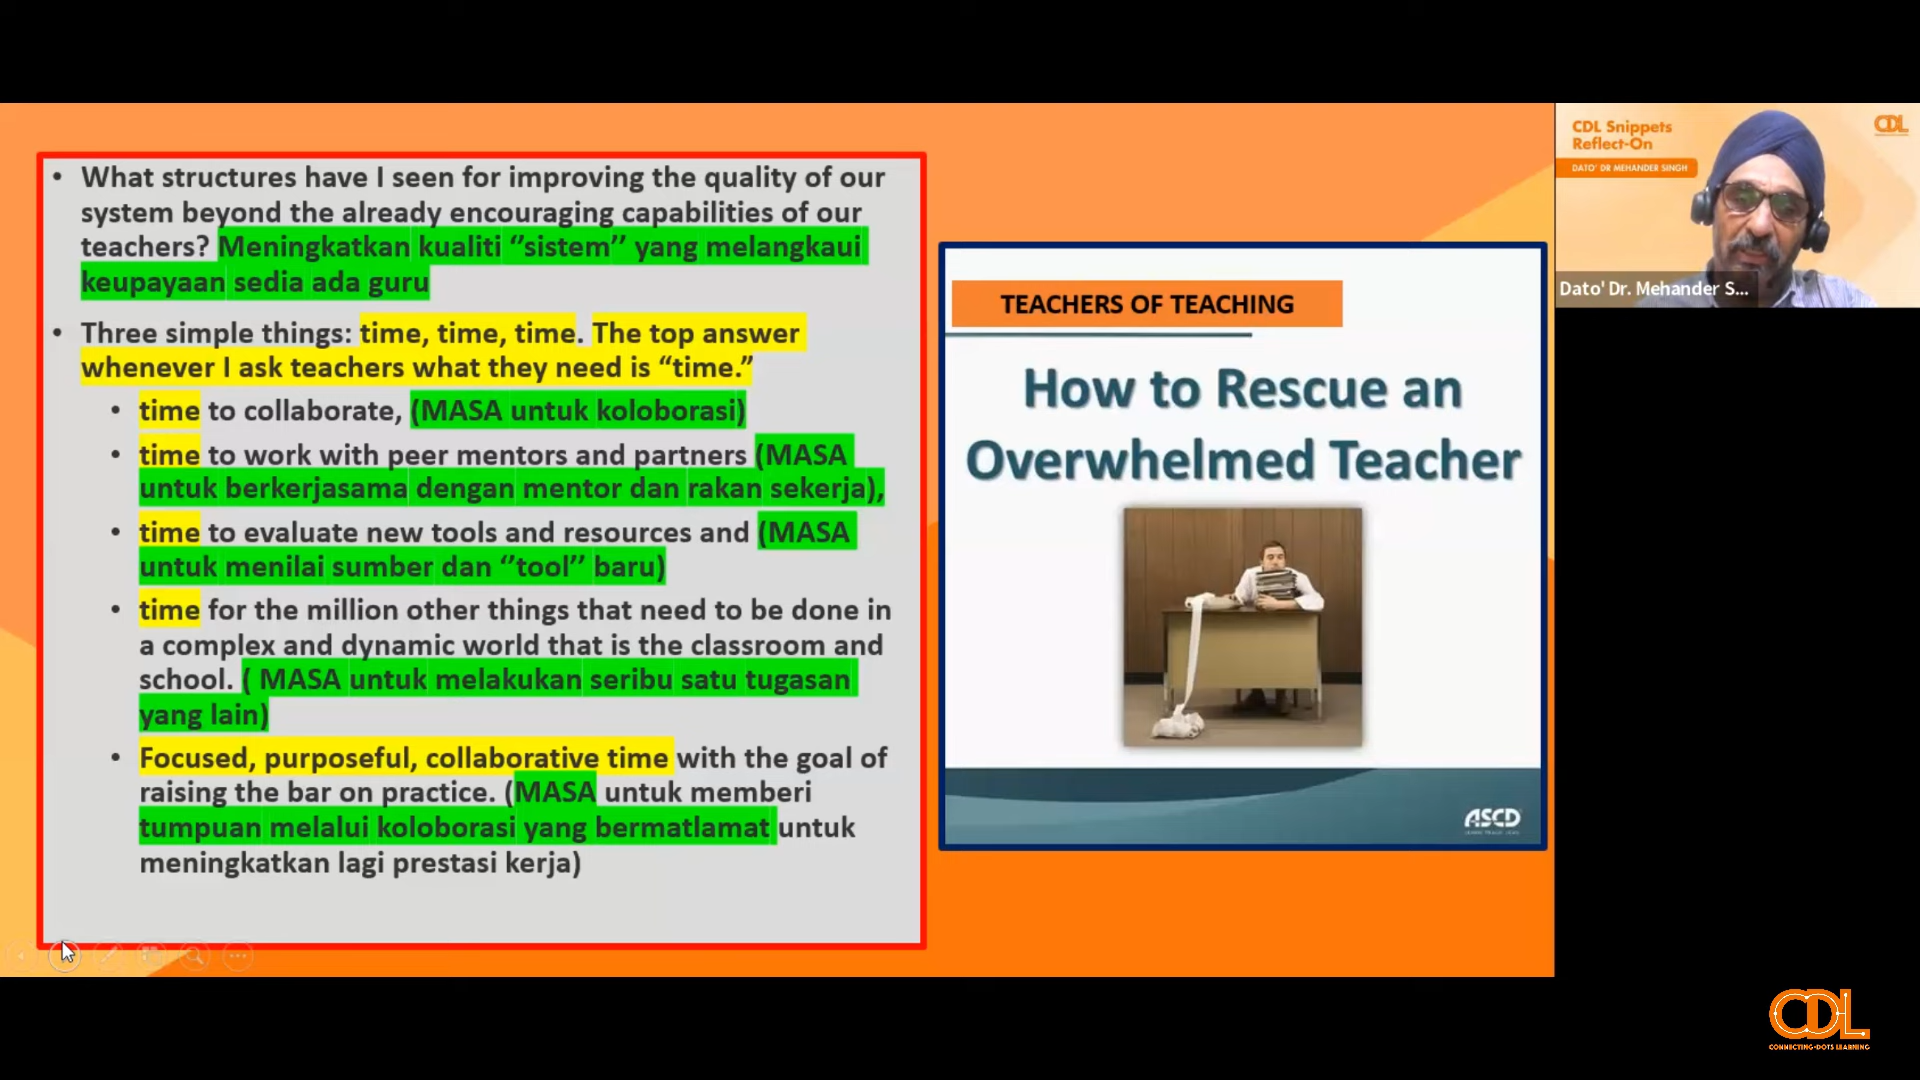 • What structures have I seen for improving the quality of our
system beyond the already encouraging capabilities of our
teachers? Meningkatkan kualiti ‘’sistem’’ yang melangkaui
keupayaan sedia ada guru
• Three simple things: time, time, time. The top answer
whenever I ask teachers what they need is “time.”
• time to collaborate, (MASA untuk koloborasi)
• time to work with peer mentors and partners (MASA
untuk berkerjasama dengan mentor dan rakan sekerja),
• time to evaluate new tools and resources and (MASA
untuk menilai sumber dan ‘’tool’’ baru)
• time for the million other things that need to be done in
a complex and dynamic world that is the classroom and
school. ( MASA untuk melakukan seribu satu tugasan
yang lain)
• Focused, purposeful, collaborative time with the goal of
raising the bar on practice. (MASA untuk memberi
tumpuan melalui koloborasi yang bermatlamat untuk
meningkatkan lagi prestasi kerja)
TEACHERS OF TEACHING
How to Rescue an
Overwhelmed Teacher
ASCD
CDL Snippets
Reflect-On
DATO' DR MEHANDER SINGH
CDL
Dato' Dr. Mehander S...
CDL
CONNECTING-DOTS LEARNING